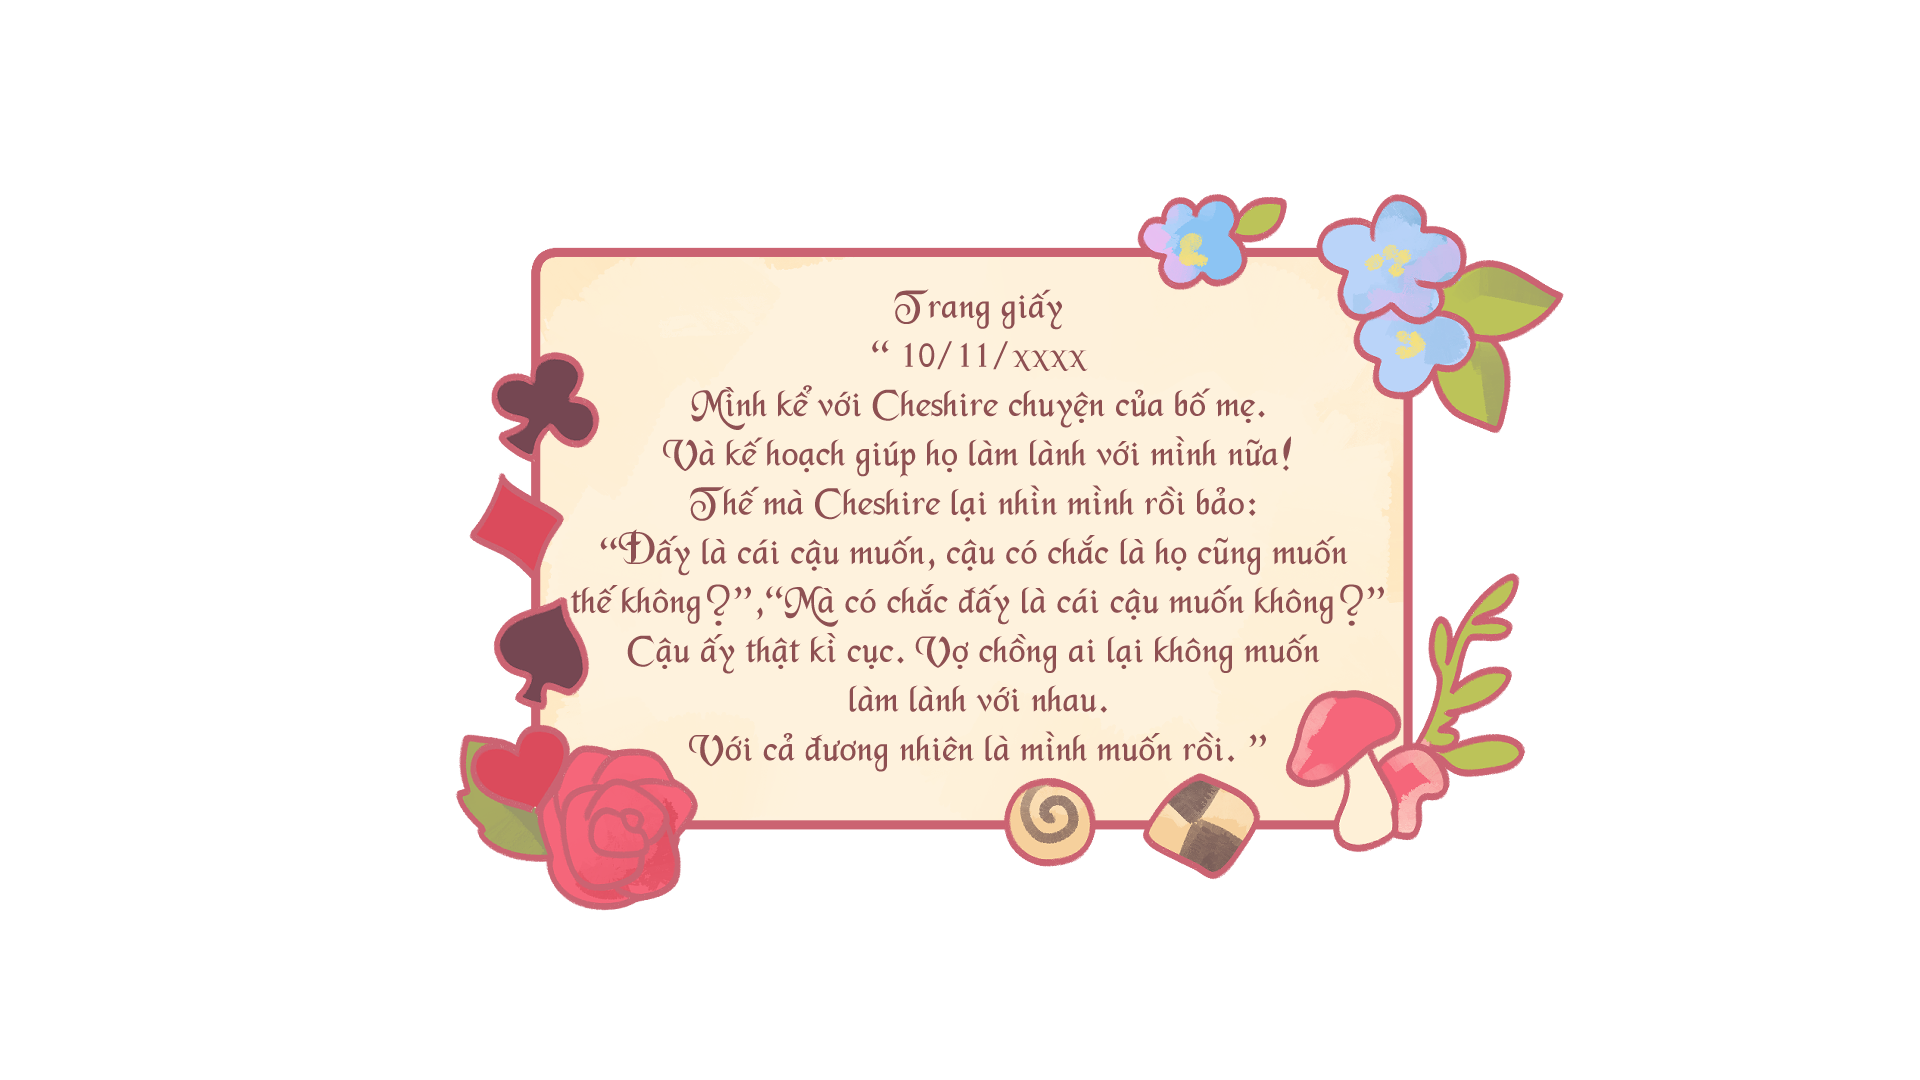 Trang giấy
“ 10/11/xxxx
Mình kể với Cheshire chuyện của bố mẹ.
Và kế hoạch giúp họ làm lành với mình nữa!
Thế mà Cheshire lại nhìn mình rồi bảo:
“Đấy là cái cậu muốn, cậu có chắc là họ cũng muốn
thế không?”,“Mà có chắc đấy là cái cậu muốn không?”
Cậu ấy thật kì cục. Vợ chồng ai lại không muốn
làm lành với nhau.
Với cả đương nhiên là mình muốn rồi. ”